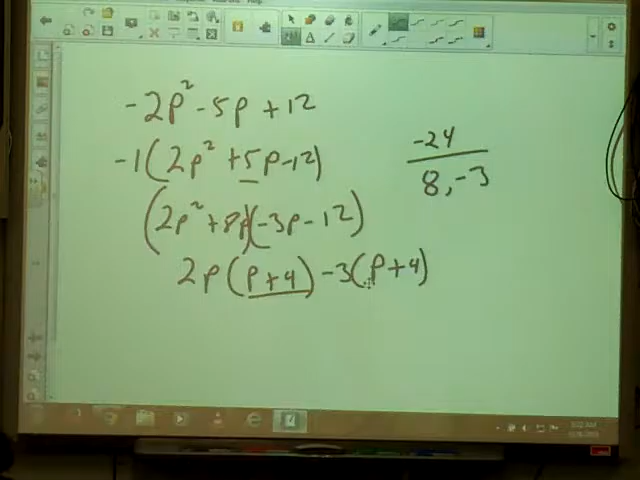 -2p² -5p +12
-1(2p² +5p-12)
-24
8,-3
(2p²+8p)(-3p-12)
2p(p+4) -3(p+4)